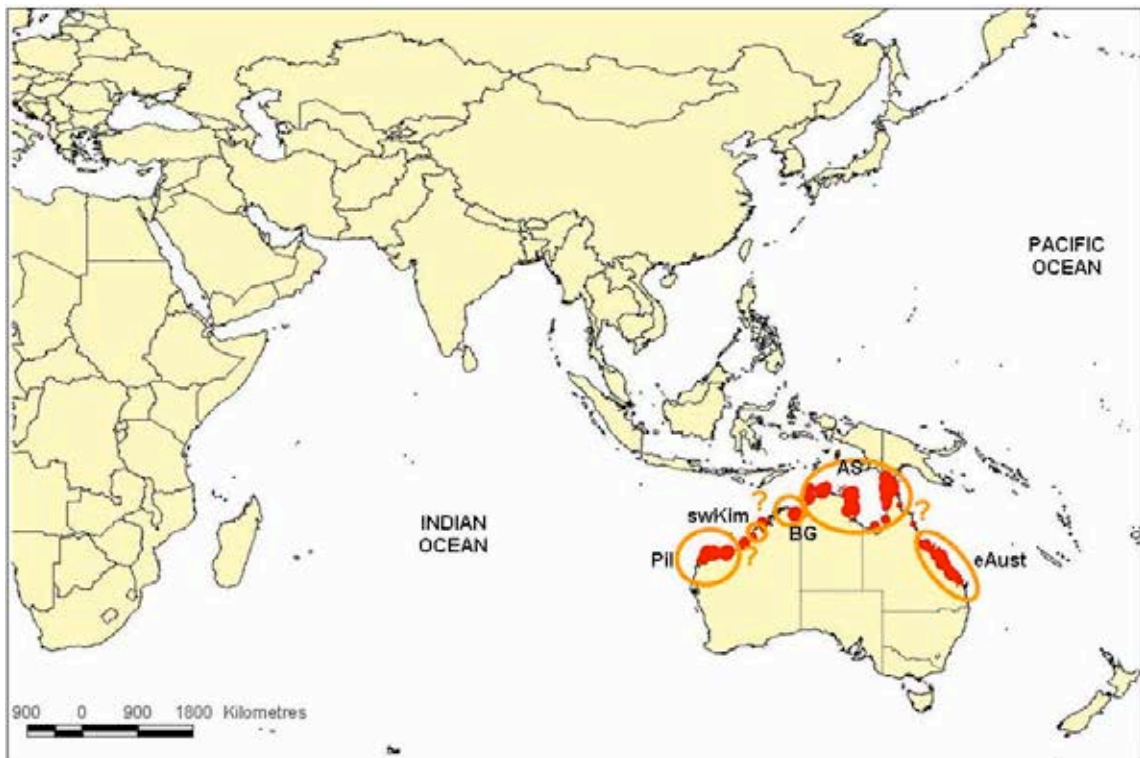 PACIFIC
OCEAN
AS
?
?
swKim
INDIAN
OCEAN
BG
Pil
?
eAust
900 0 900 1800 Kilometres